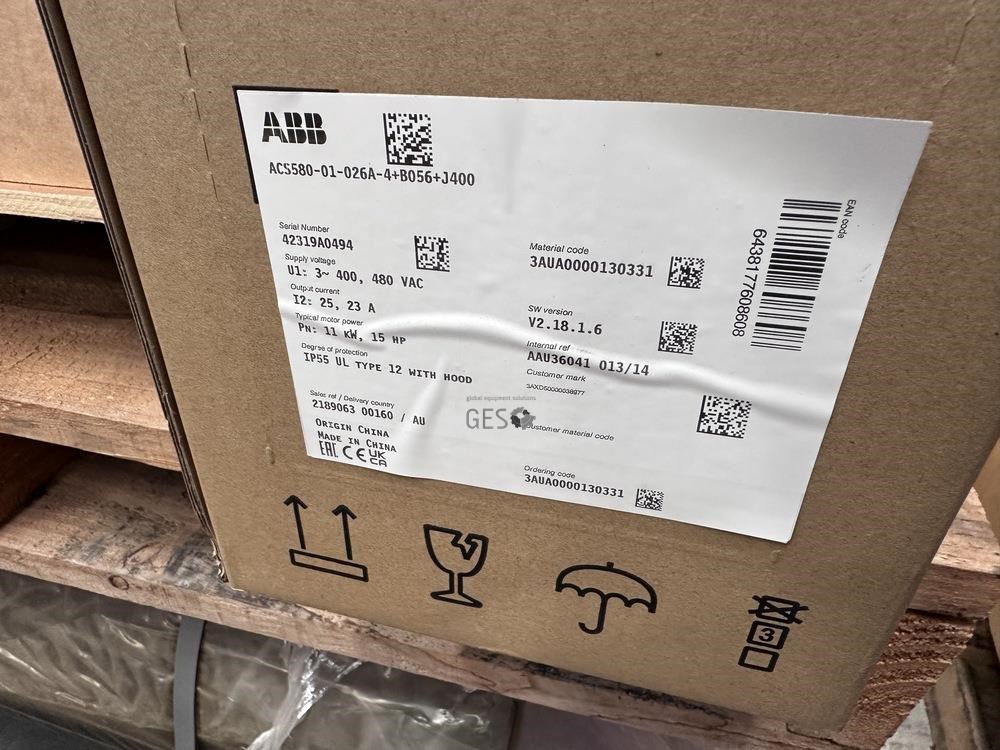 ABB
ACS580-01-026A-4+B056+J400
Serial Number
42319A0494
Supply voltage
U1: 3~ 400, 480 VAC
Output current
I2: 25, 23 A
Typical motor power
PN: 11 kW, 15 HP
Degree of protection
IP55 UL TYPE 12 WITH HOOD
Sales ref / Delivery country
2189063 00160 / AU
ORIGIN CHINA
MADE IN CHINA
EAC CE UK CA
Material code
3AUA0000130331
SW version
V2.18.1.6
Internal ref
AAU36041 013/14
Customer mark
3AXD50000038977
global equipment solutions
GES
Customer material code
Ordering code
3AUA0000130331
EAN code
6438177608608
3